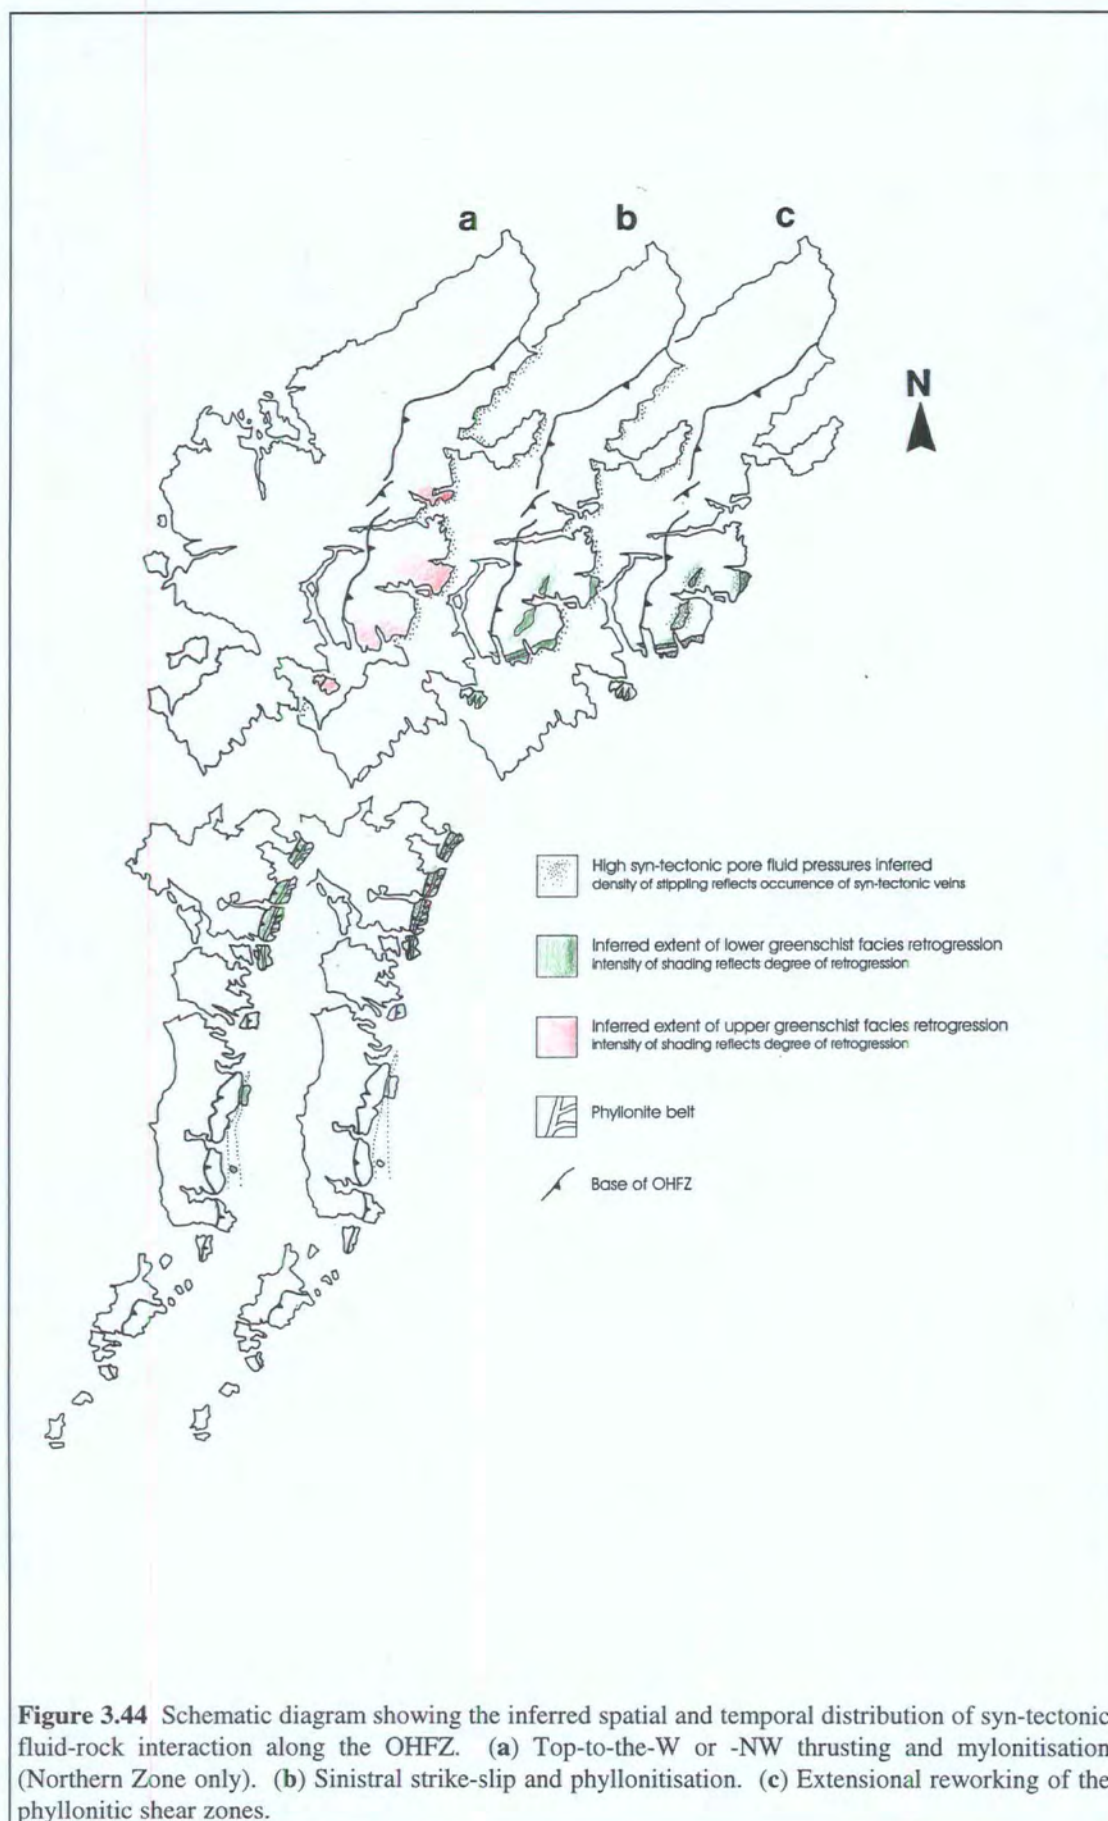 a
b
c
N
High syn-tectonic pore fluid pressures inferred
density of stippling reflects occurrence of syn-tectonic veins
Inferred extent of lower greenschist facies retrogression
intensity of shading reflects degree of retrogression
Inferred extent of upper greenschist facies retrogression
intensity of shading reflects degree of retrogression
Phyllonite belt
Base of OHFZ
Figure 3.44 Schematic diagram showing the inferred spatial and temporal distribution of syn-tectonic
fluid-rock interaction along the OHFZ. (a) Top-to-the-W or -NW thrusting and mylonitisation
(Northern Zone only). (b) Sinistral strike-slip and phyllonitisation. (c) Extensional reworking of the
phyllonitic shear zones.